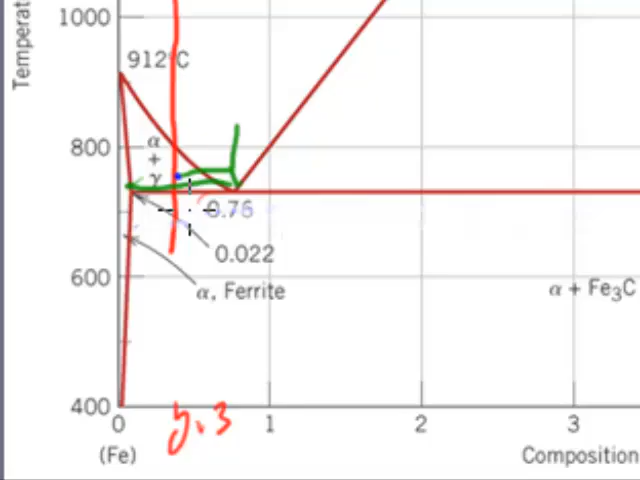 Temperat
1000
912°C
800
α
+
γ
0.76
0.022
600
α, Ferrite
α + Fe₃C
400
0
1
2
3
(Fe)
Composition